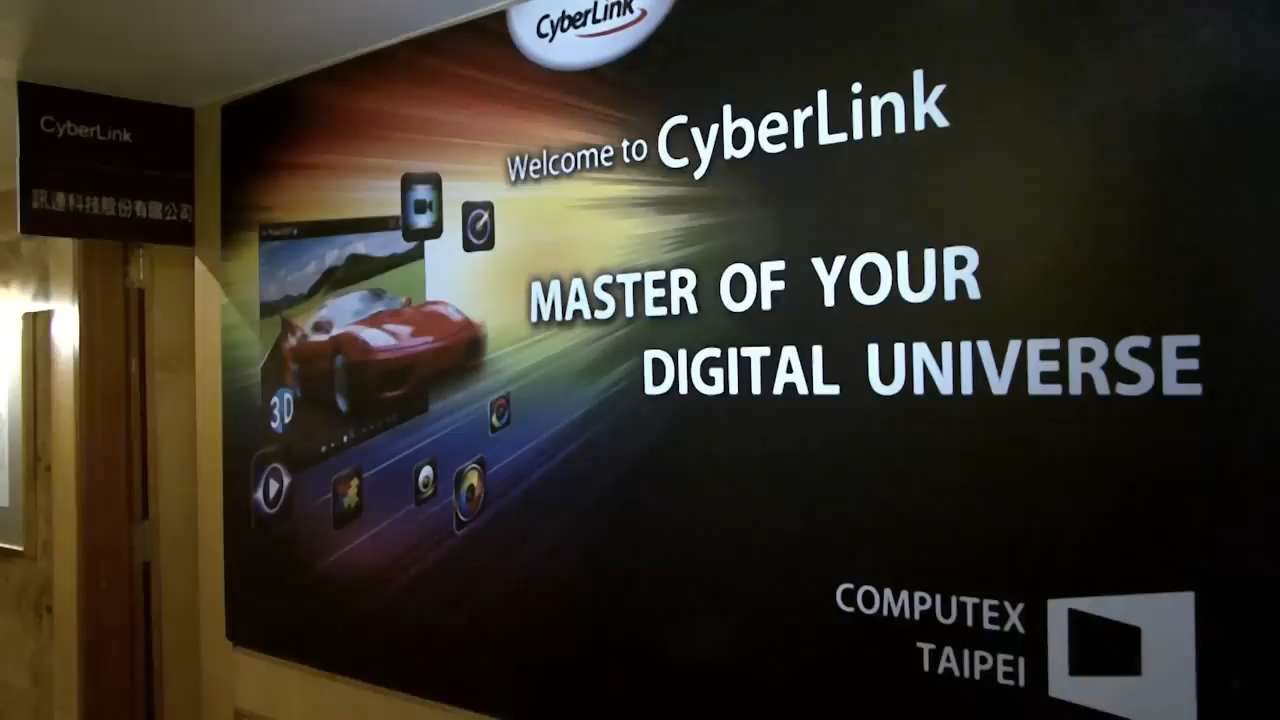 CyberLink
CyberLink
訊連科技股份有限公司
Welcome to CyberLink
MASTER OF YOUR
DIGITAL UNIVERSE
3D
COMPUTEX
TAIPEI